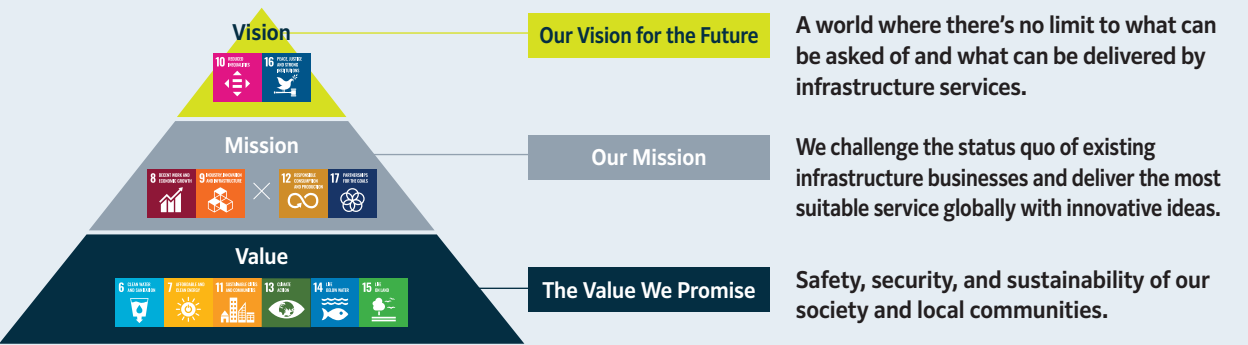 Vision
10 REDUCED
INEQUALITIES
16 PEACE, JUSTICE
AND STRONG
INSTITUTIONS
Our Vision for the Future
A world where there's no limit to what can
be asked of and what can be delivered by
infrastructure services.
Mission
8 DECENT WORK AND
ECONOMIC GROWTH
9 INDUSTRY, INNOVATION
AND INFRASTRUCTURE
12 RESPONSIBLE
CONSUMPTION
AND PRODUCTION
17 PARTNERSHIPS
FOR THE GOALS
Our Mission
We challenge the status quo of existing
infrastructure businesses and deliver the most
suitable service globally with innovative ideas.
Value
6 CLEAN WATER
AND SANITATION
7 AFFORDABLE AND
CLEAN ENERGY
11 SUSTAINABLE CITIES
AND COMMUNITIES
13 CLIMATE
ACTION
14 LIFE
BELOW WATER
15 LIFE
ON LAND
The Value We Promise
Safety, security, and sustainability of our
society and local communities.